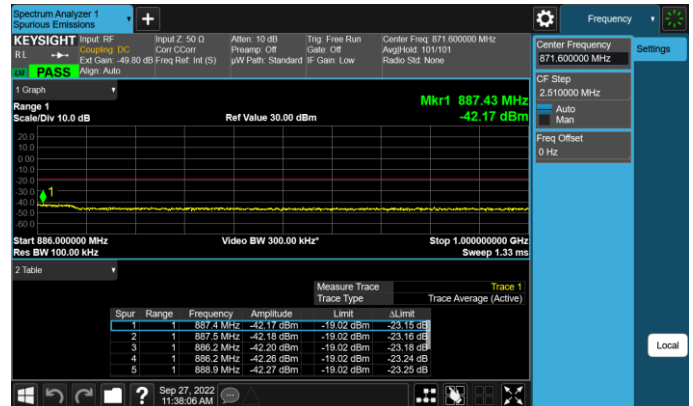 Spectrum Analyzer 1
Spurious Emissions
+
Frequency
KEYSIGHT Input: RF Input Z: 50 Ω Atten: 10 dB Trig: Free Run Center Freq: 871.600000 MHz
RL Coupling: DC Corr CCorr Preamp: Off Gate: Off Avg|Hold: 101/101
Ext Gain: -49.80 dB Freq Ref: Int (S) µW Path: Standard IF Gain: Low Radio Std: None
PASS Align: Auto
Center Frequency
871.600000 MHz
Settings
CF Step
2.510000 MHz
Auto
Man
Freq Offset
0 Hz
1 Graph
Range 1
Mkr1 887.43 MHz
Scale/Div 10.0 dB Ref Value 30.00 dBm -42.17 dBm
20.0
10.0
0.00
-10.0
-20.0
-30.0
1
-40.0
-50.0
-60.0
Start 886.000000 MHz Video BW 300.00 kHz* Stop 1.000000000 GHz
Res BW 100.00 kHz Sweep 1.33 ms
2 Table
Measure Trace Trace 1
Trace Type Trace Average (Active)
Spur Range Frequency Amplitude Limit ΔLimit
1 1 887.4 MHz -42.17 dBm -19.02 dBm -23.15 dB
2 1 887.5 MHz -42.18 dBm -19.02 dBm -23.16 dB
3 1 886.2 MHz -42.20 dBm -19.02 dBm -23.18 dB
4 1 886.2 MHz -42.26 dBm -19.02 dBm -23.24 dB
5 1 888.9 MHz -42.27 dBm -19.02 dBm -23.25 dB
Local
? Sep 27, 2022
11:38:06 AM